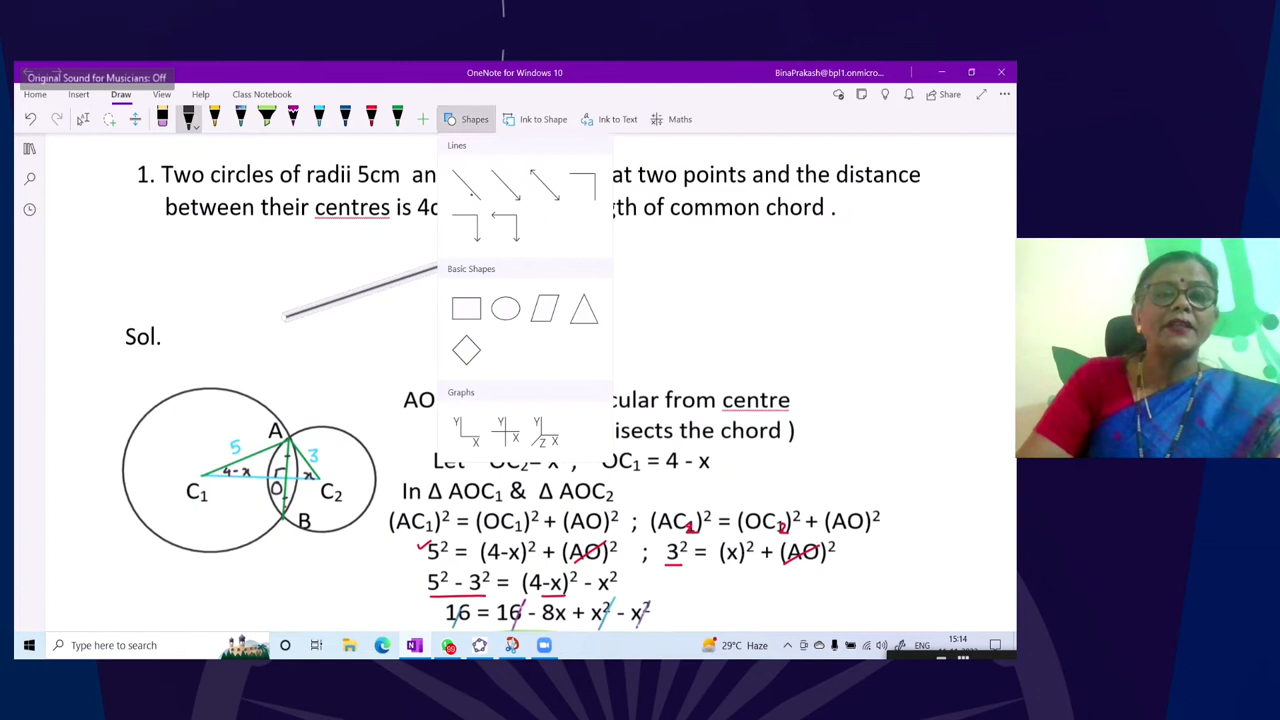 Original Sound for Musicians: Off
OneNote for Windows 10
BinaPrakash@bpl1.onmicro...
Home Insert Draw View Help Class Notebook
Share
Shapes Ink to Shape Ink to Text Maths
Lines
Basic Shapes
Graphs
Y X Y X Y Z X
1. Two circles of radii 5cm an at two points and the distance
between their centres is 4c gth of common chord .
Sol.
AO cular from centre
isects the chord )
Let OC₂= x ; OC₁ = 4 - x
In Δ AOC₁ & Δ AOC₂
(AC₁)² = (OC₁)² + (AO)² ; (AC₂)² = (OC₂)² + (AO)²
5² = (4-x)² + (AO)² ; 3² = (x)² + (AO)²
5² - 3² = (4-x)² - x²
16 = 16 - 8x + x² - x²
A
5
3
4-x
x
C₁
O
C₂
B
Type here to search
99
29°C Haze
ENG
15:14